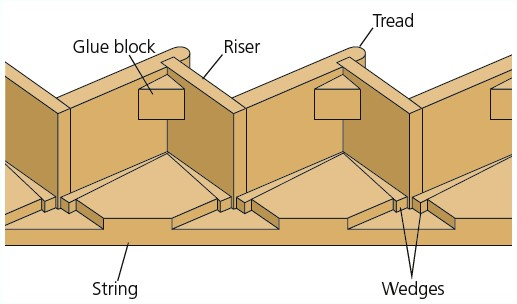 Tread
Glue block
Riser
String
Wedges